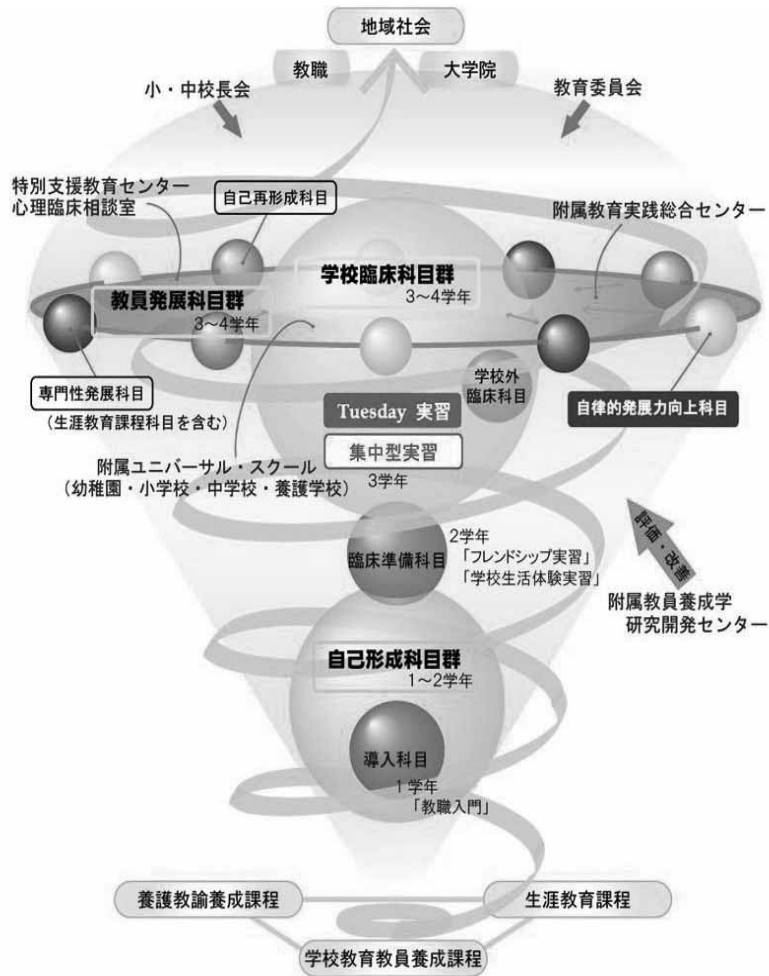 地域社会
教職
大学院
小・中校長会
教育委員会
特別支援教育センター
心理臨床相談室
自己再形成科目
附属教育実践総合センター
学校臨床科目群
3～4学年
教員発展科目群
3～4学年
専門性発展科目
（生涯教育課程科目を含む）
学校外
臨床科目
Tuesday 実習
集中型実習
3学年
自律的発展力向上科目
附属ユニバーサル・スクール
（幼稚園・小学校・中学校・養護学校）
臨床準備科目
2学年
「フレンドシップ実習」
「学校生活体験実習」
評価・改善
附属教員養成学
研究開発センター
自己形成科目群
1～2学年
導入科目
1学年
「教職入門」
養護教諭養成課程
生涯教育課程
学校教育教員養成課程